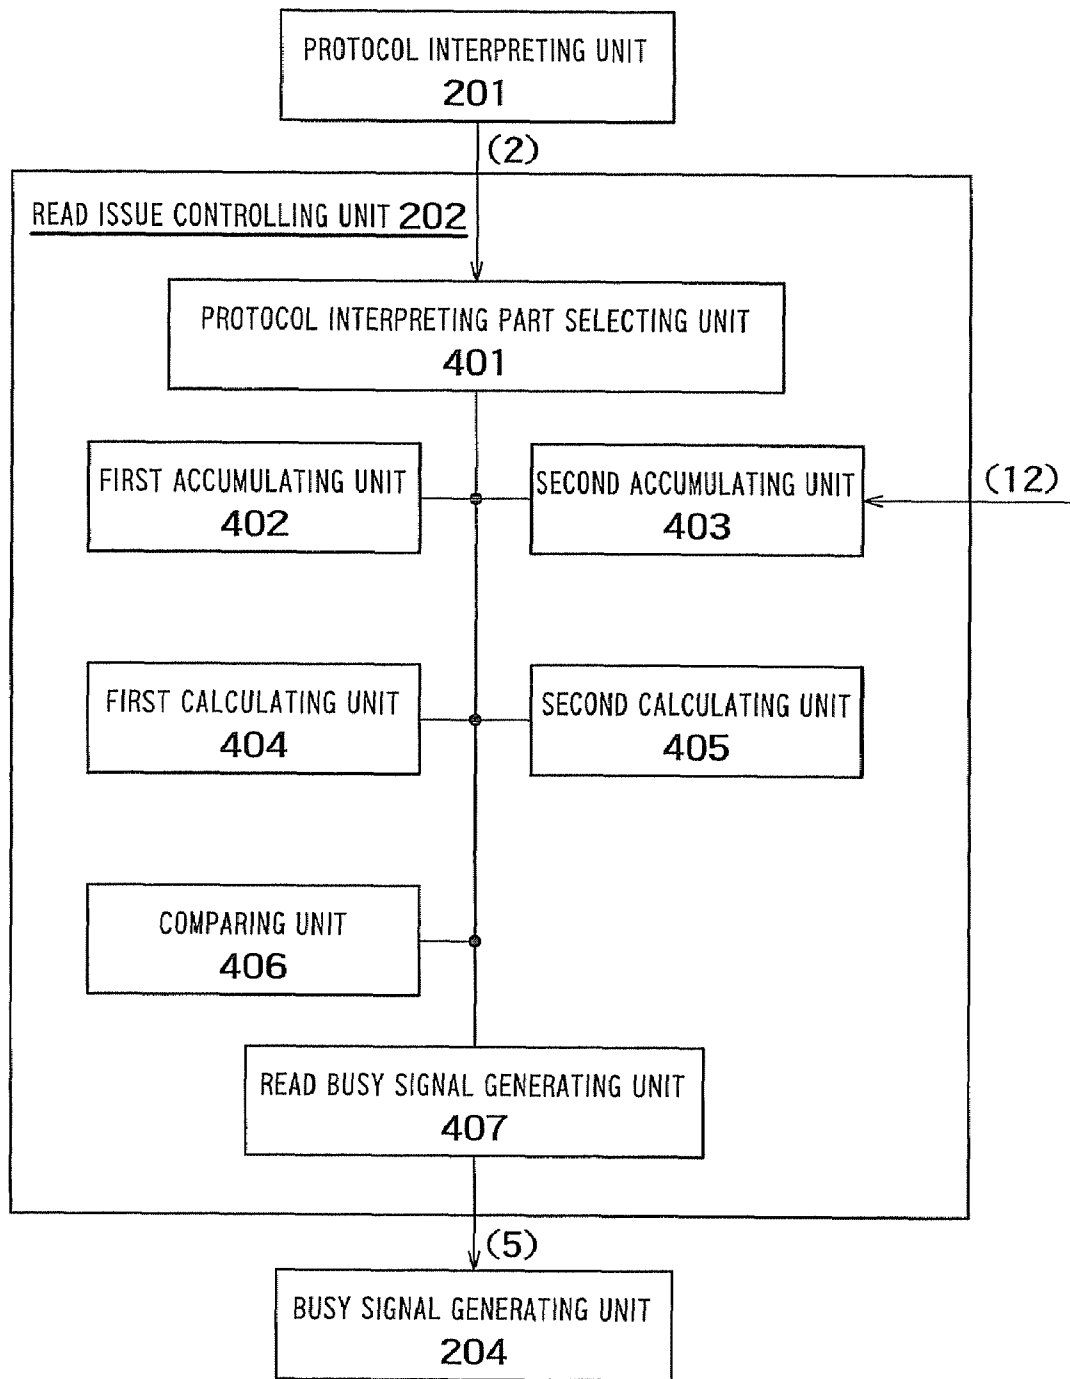 PROTOCOL INTERPRETING UNIT
201
(2)
READ ISSUE CONTROLLING UNIT 202
PROTOCOL INTERPRETING PART SELECTING UNIT
401
FIRST ACCUMULATING UNIT
402
SECOND ACCUMULATING UNIT
403
(12)
FIRST CALCULATING UNIT
404
SECOND CALCULATING UNIT
405
COMPARING UNIT
406
READ BUSY SIGNAL GENERATING UNIT
407
(5)
BUSY SIGNAL GENERATING UNIT
204